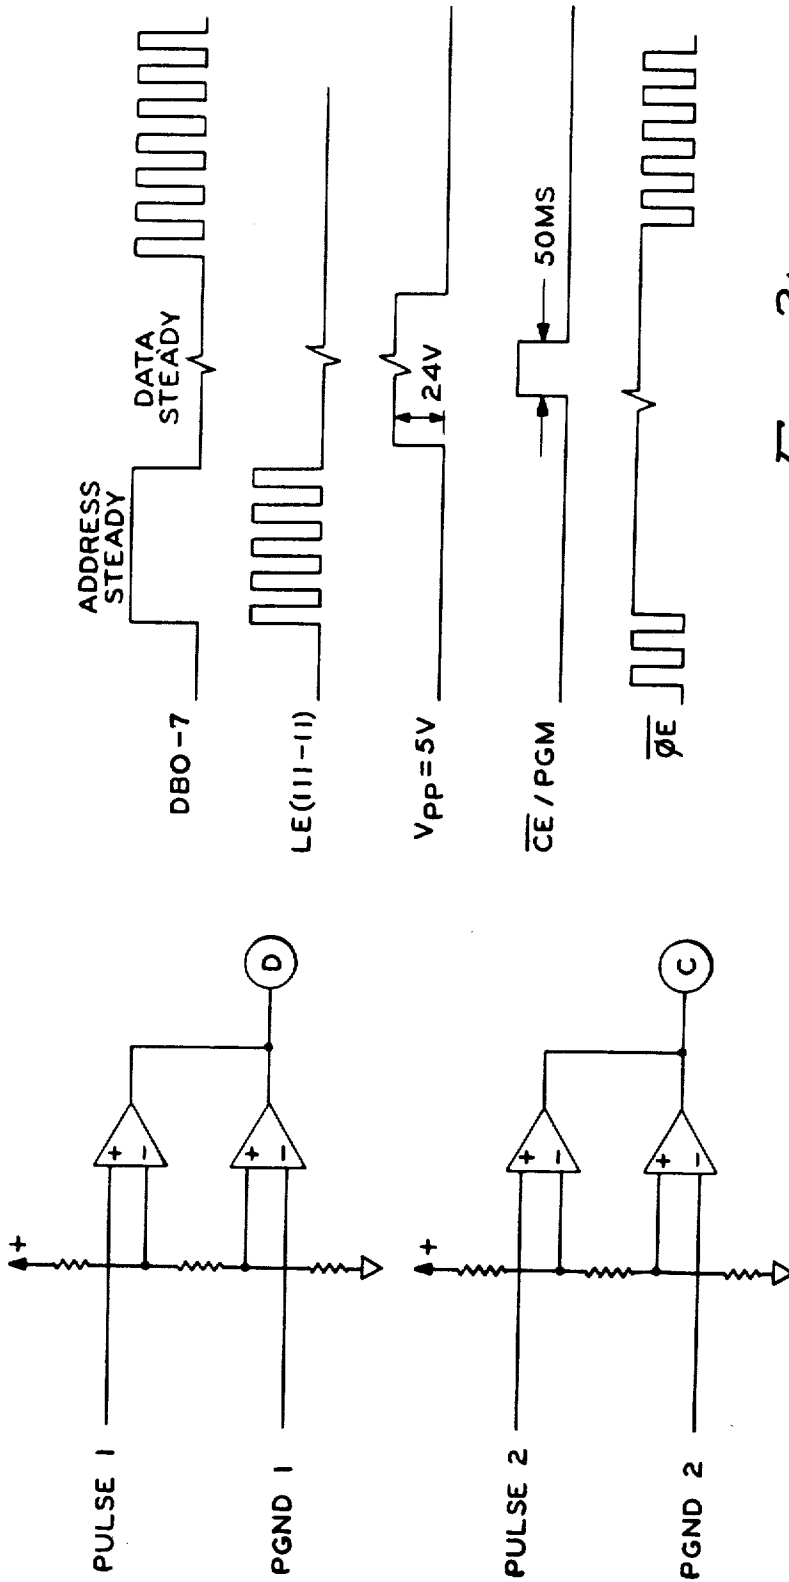 PULSE 1
+
+
-
PGND 1
+
-
D
PULSE 2
+
+
-
PGND 2
+
-
C
ADDRESS
STEADY
DATA
STEADY
DBO-7
LE(111-11)
VPP=5V
24V
CE/PGM
50MS
ØE